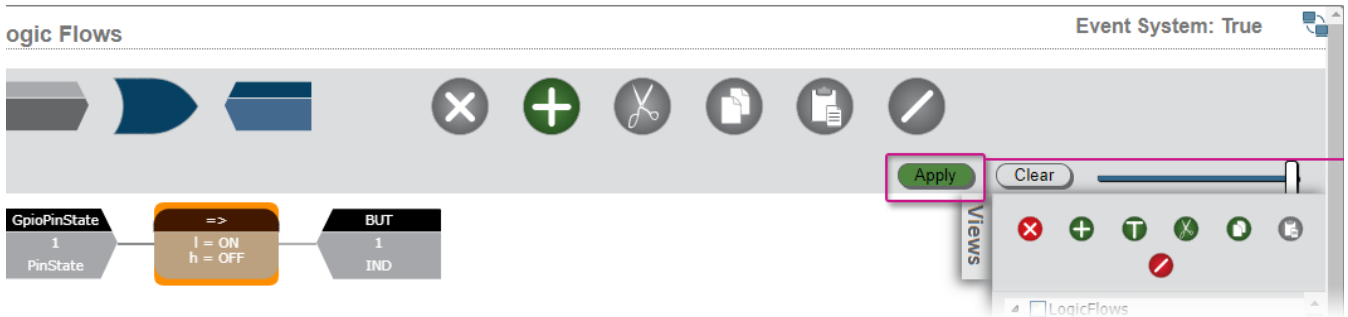 ogic Flows
Event System: True
Apply
Clear
Views
GpioPinState
1
PinState
=>
l = ON
h = OFF
BUT
1
IND
T
LogicFlows